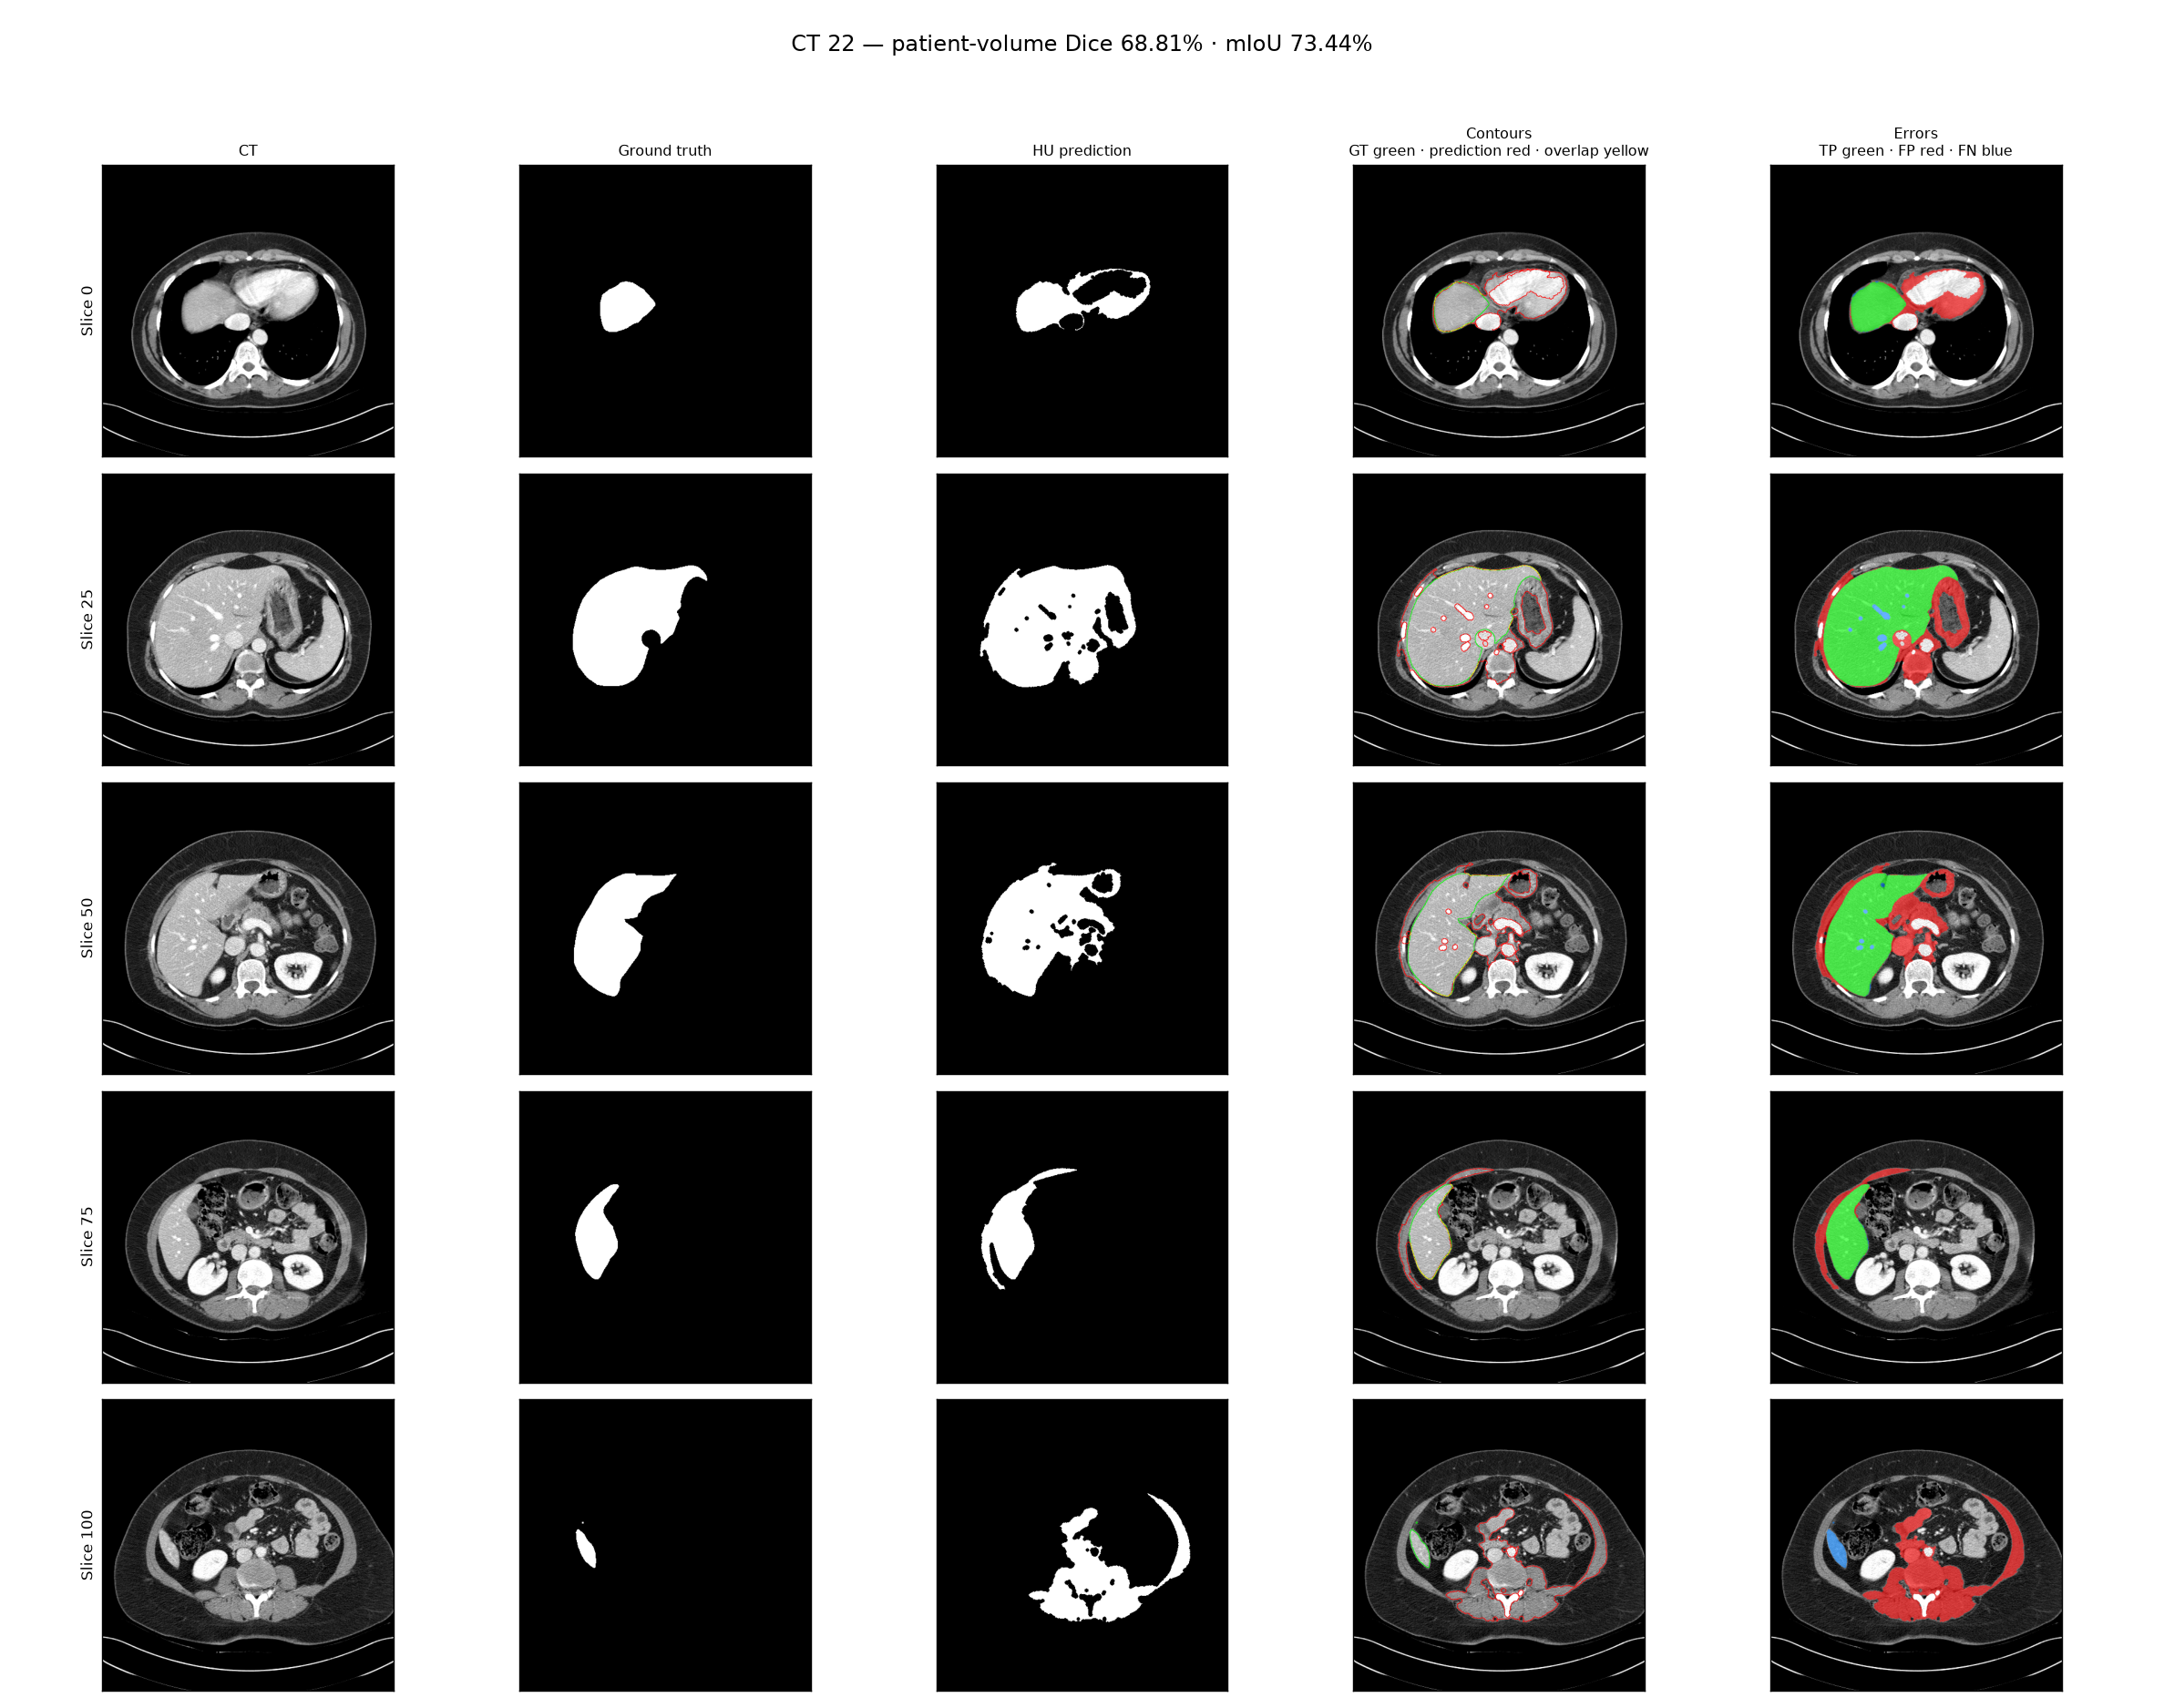 CT 22 — patient-volume Dice 68.81% · mIoU 73.44%
CT
Ground truth
HU prediction
Contours
GT green · prediction red · overlap yellow
Errors
TP green · FP red · FN blue
Slice 0
Slice 25
Slice 50
Slice 75
Slice 100